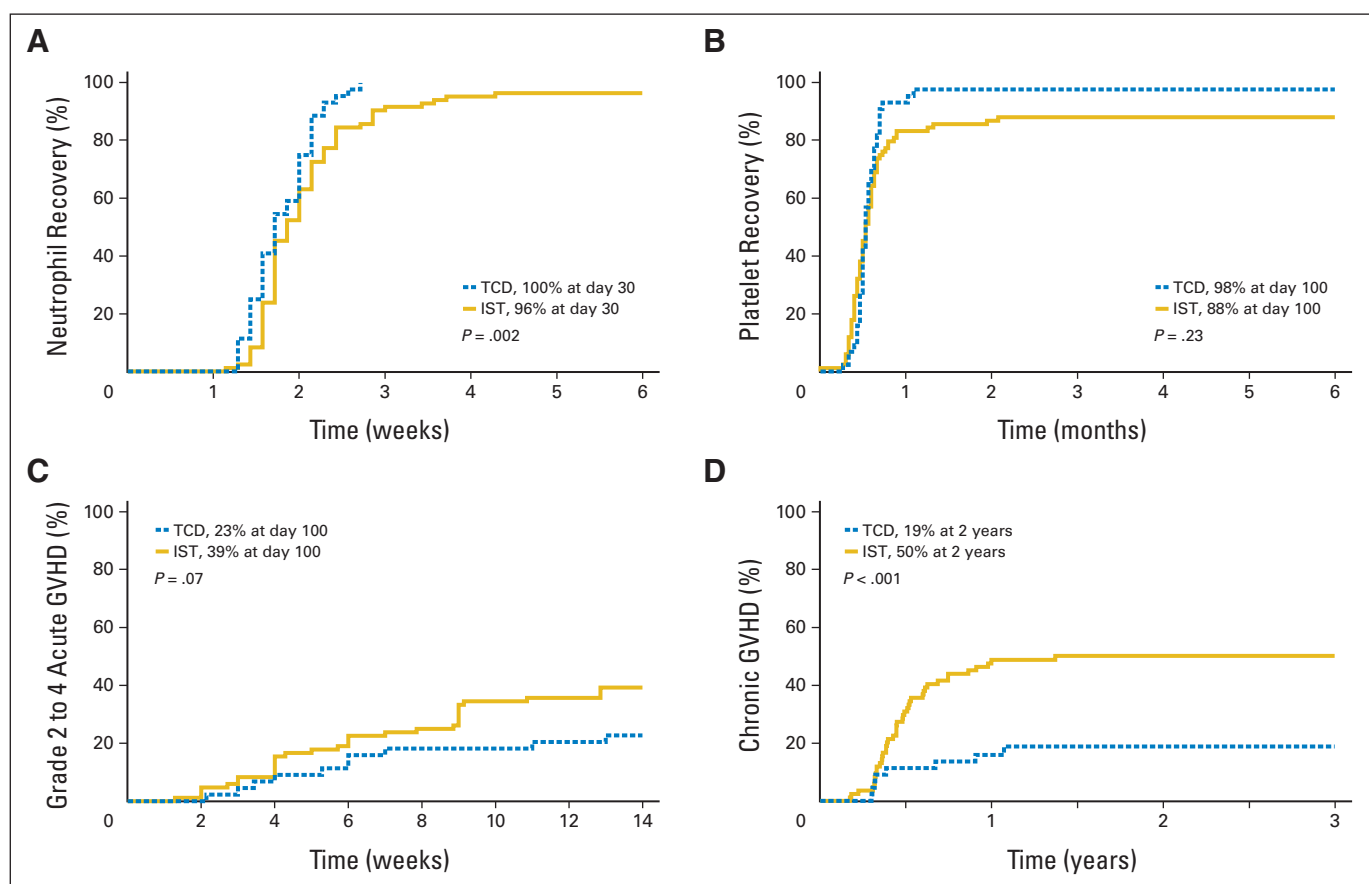 A
Neutrophil Recovery (%)
100
80
60
40
20
0
1
2
3
4
5
6
TCD, 100% at day 30
IST, 96% at day 30
P = .002
Time (weeks)
B
Platelet Recovery (%)
100
80
60
40
20
0
1
2
3
4
5
6
TCD, 98% at day 100
IST, 88% at day 100
P = .23
Time (months)
C
Grade 2 to 4 Acute GVHD (%)
100
80
60
40
20
0
2
4
6
8
10
12
14
TCD, 23% at day 100
IST, 39% at day 100
P = .07
Time (weeks)
D
Chronic GVHD (%)
100
80
60
40
20
0
1
2
3
TCD, 19% at 2 years
IST, 50% at 2 years
P < .001
Time (years)